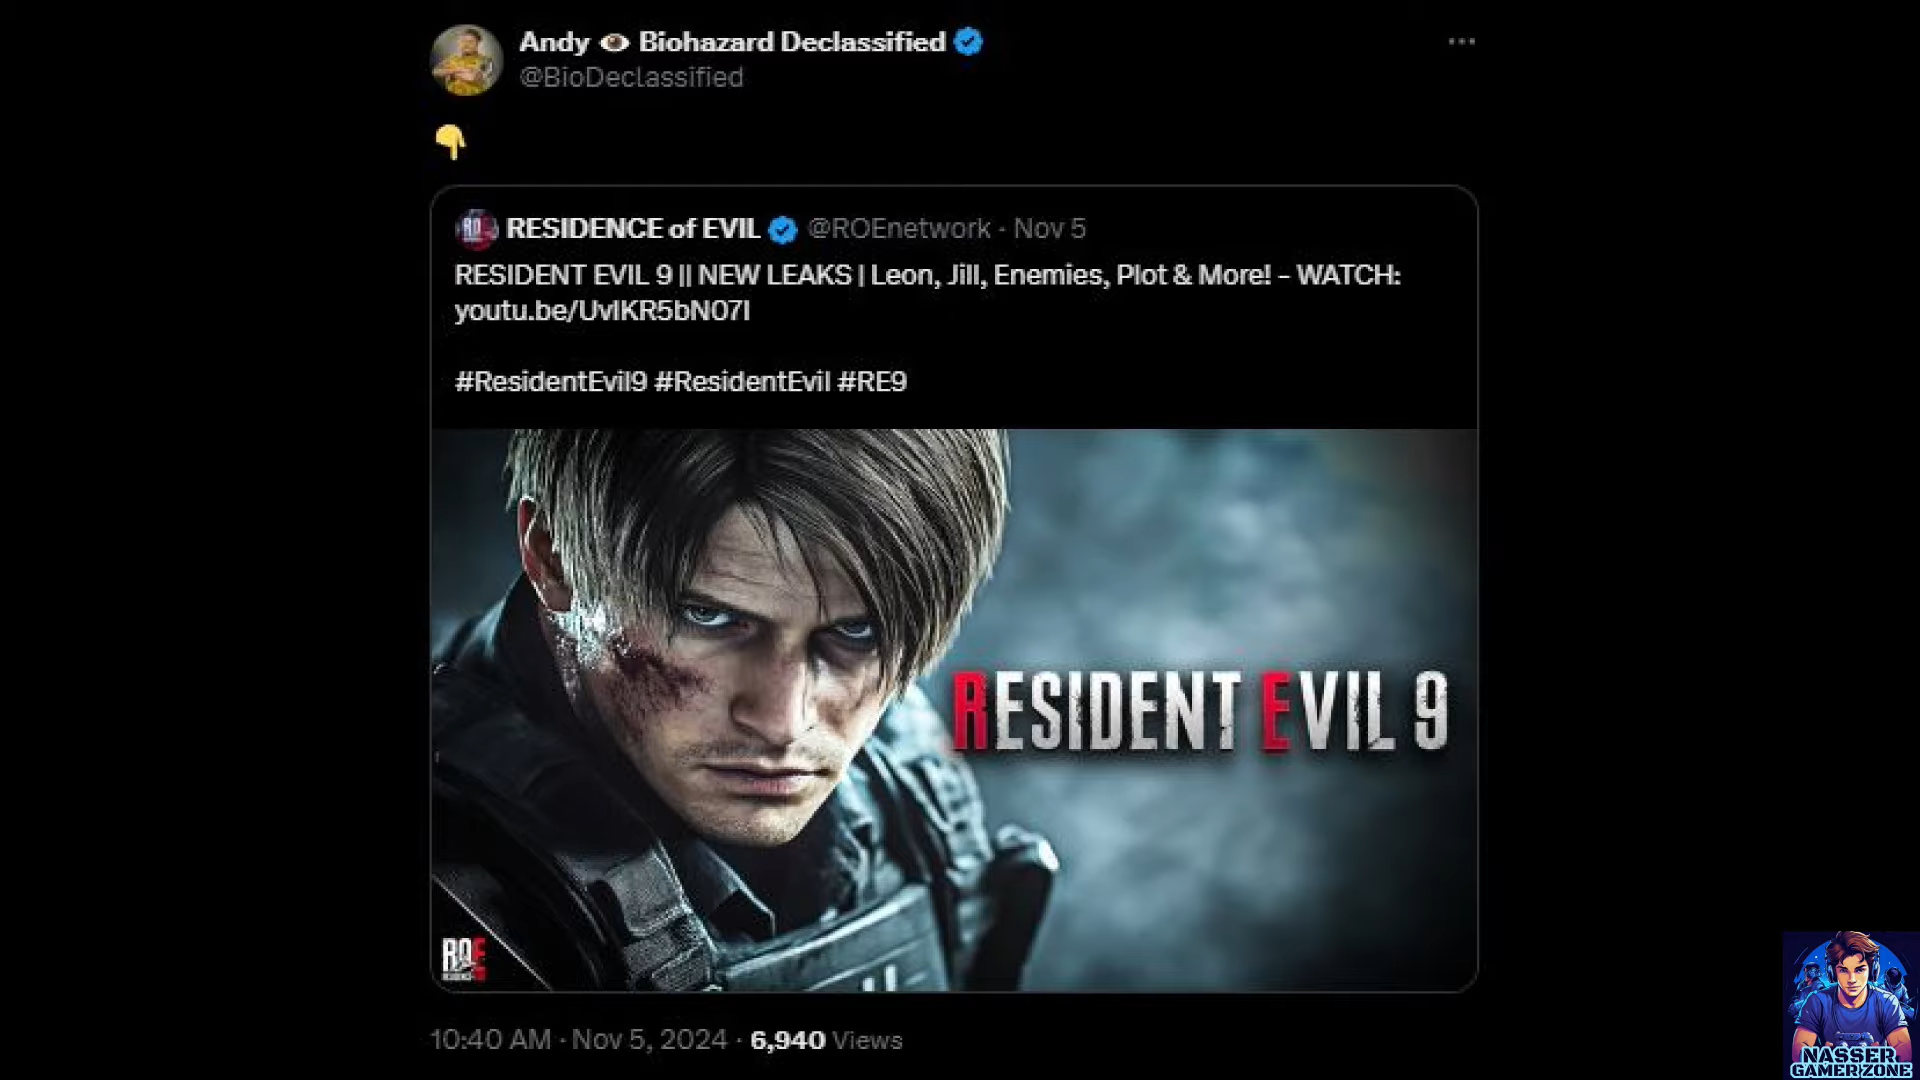 Andy 👁 Biohazard Declassified
@BioDeclassified
👇
RESIDENCE of EVIL @ROEnetwork · Nov 5
RESIDENT EVIL 9 || NEW LEAKS | Leon, Jill, Enemies, Plot & More! - WATCH:
youtu.be/UvlKR5bNO7I
#ResidentEvil9 #ResidentEvil #RE9
RESIDENT EVIL 9
ROE
10:40 AM · Nov 5, 2024 · 6,940 Views
NASSER
GAMER ZONE